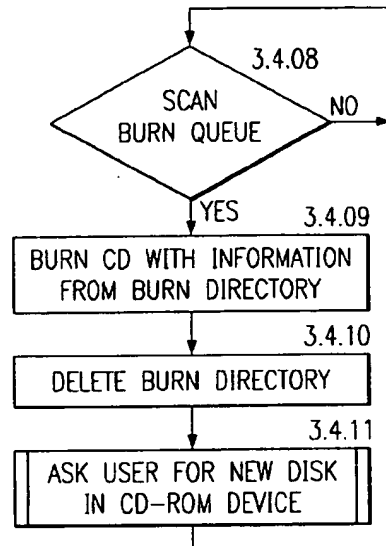 3.4.08
SCAN
BURN QUEUE
NO
YES
3.4.09
BURN CD WITH INFORMATION
FROM BURN DIRECTORY
3.4.10
DELETE BURN DIRECTORY
3.4.11
ASK USER FOR NEW DISK
IN CD-ROM DEVICE